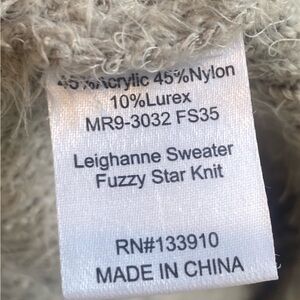 45%Acrylic 45%Nylon
10%Lurex
MR9-3032 FS35
Leighanne Sweater
Fuzzy Star Knit
RN#133910
MADE IN CHINA